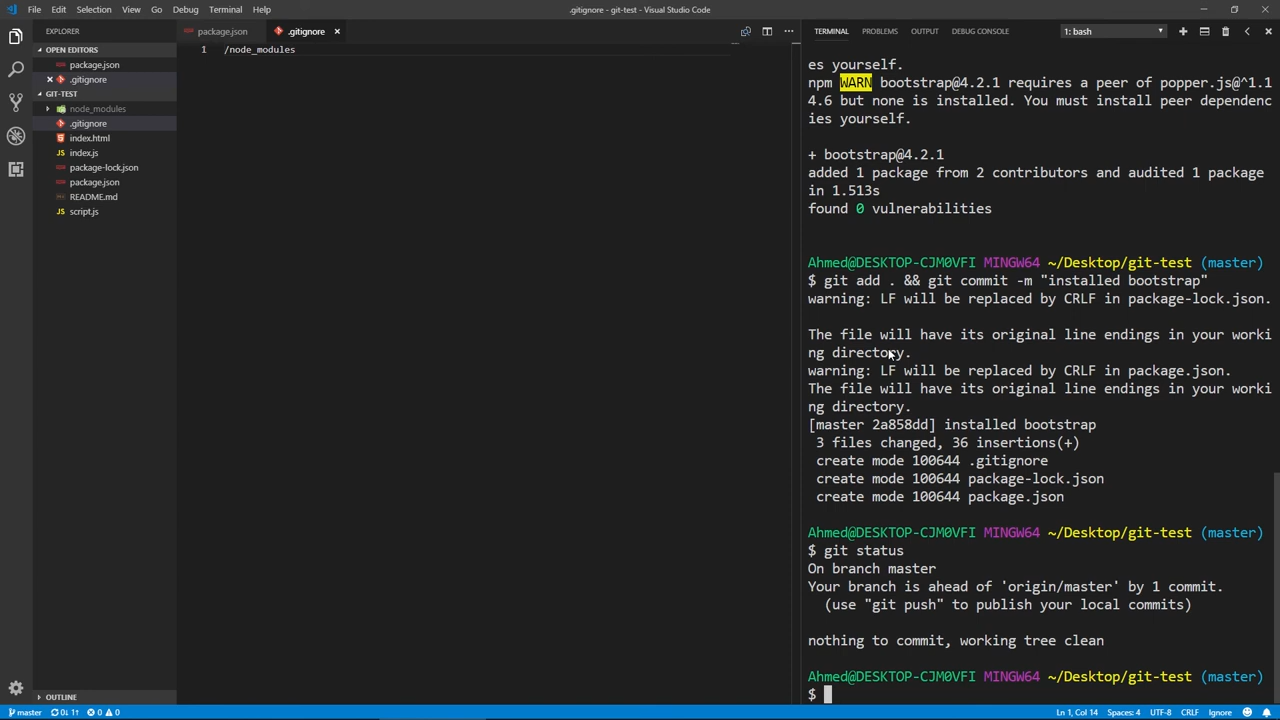 File Edit Selection View Go Debug Terminal Help
.gitignore - git-test - Visual Studio Code
EXPLORER
OPEN EDITORS
package.json
.gitignore
GIT-TEST
node_modules
.gitignore
index.html
JS index.js
package-lock.json
package.json
README.md
JS script.js
OUTLINE
package.json .gitignore
1 /node_modules
TERMINAL PROBLEMS OUTPUT DEBUG CONSOLE 1: bash
es yourself.
npm WARN bootstrap@4.2.1 requires a peer of popper.js@^1.1
4.6 but none is installed. You must install peer dependenc
ies yourself.
+ bootstrap@4.2.1
added 1 package from 2 contributors and audited 1 package
in 1.513s
found 0 vulnerabilities
Ahmed@DESKTOP-CJM0VFI MINGW64 ~/Desktop/git-test (master)
$ git add . && git commit -m "installed bootstrap"
warning: LF will be replaced by CRLF in package-lock.json.
The file will have its original line endings in your worki
ng directory.
warning: LF will be replaced by CRLF in package.json.
The file will have its original line endings in your worki
ng directory.
[master 2a858dd] installed bootstrap
3 files changed, 36 insertions(+)
create mode 100644 .gitignore
create mode 100644 package-lock.json
create mode 100644 package.json
Ahmed@DESKTOP-CJM0VFI MINGW64 ~/Desktop/git-test (master)
$ git status
On branch master
Your branch is ahead of 'origin/master' by 1 commit.
(use "git push" to publish your local commits)
nothing to commit, working tree clean
Ahmed@DESKTOP-CJM0VFI MINGW64 ~/Desktop/git-test (master)
$
master 0↓ 1↑ 0 0 Ln 1, Col 14 Spaces: 4 UTF-8 CRLF Ignore